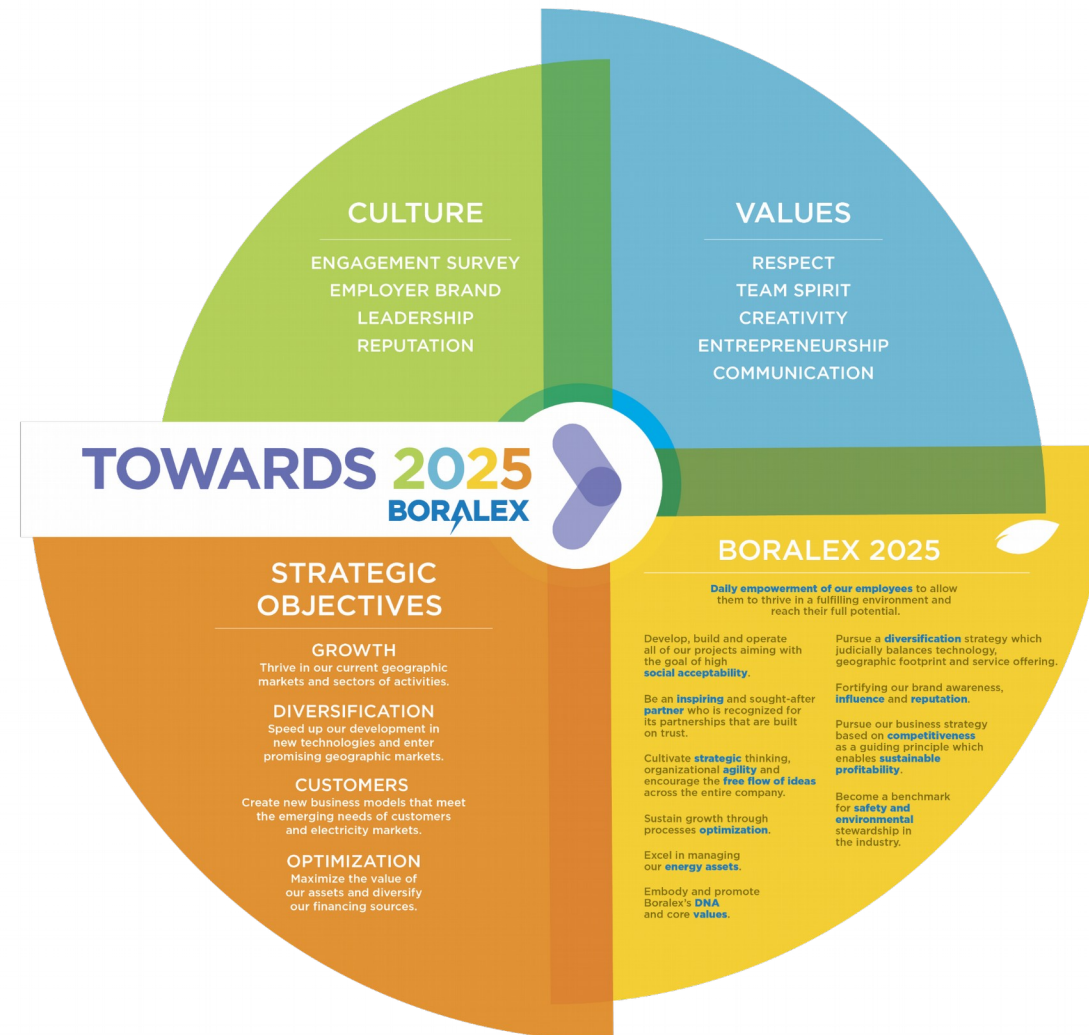 CULTURE
ENGAGEMENT SURVEY
EMPLOYER BRAND
LEADERSHIP
REPUTATION
VALUES
RESPECT
TEAM SPIRIT
CREATIVITY
ENTREPRENEURSHIP
COMMUNICATION
TOWARDS 2025
BORALEX
STRATEGIC
OBJECTIVES
GROWTH
Thrive in our current geographic
markets and sectors of activities.
DIVERSIFICATION
Speed up our development in
new technologies and enter
promising geographic markets.
CUSTOMERS
Create new business models that meet
the emerging needs of customers
and electricity markets.
OPTIMIZATION
Maximize the value of
our assets and diversify
our financing sources.
BORALEX 2025
Daily empowerment of our employees to allow
them to thrive in a fulfilling environment and
reach their full potential.
Develop, build and operate
all of our projects aiming with
the goal of high
social acceptability.
Be an inspiring and sought-after
partner who is recognized for
its partnerships that are built
on trust.
Cultivate strategic thinking,
organizational agility and
encourage the free flow of ideas
across the entire company.
Sustain growth through
processes optimization.
Excel in managing
our energy assets.
Embody and promote
Boralex's DNA
and core values.
Pursue a diversification strategy which
judicially balances technology,
geographic footprint and service offering.
Fortifying our brand awareness,
influence and reputation.
Pursue our business strategy
based on competitiveness
as a guiding principle which
enables sustainable
profitability.
Become a benchmark
for safety and
environmental
stewardship in
the industry.